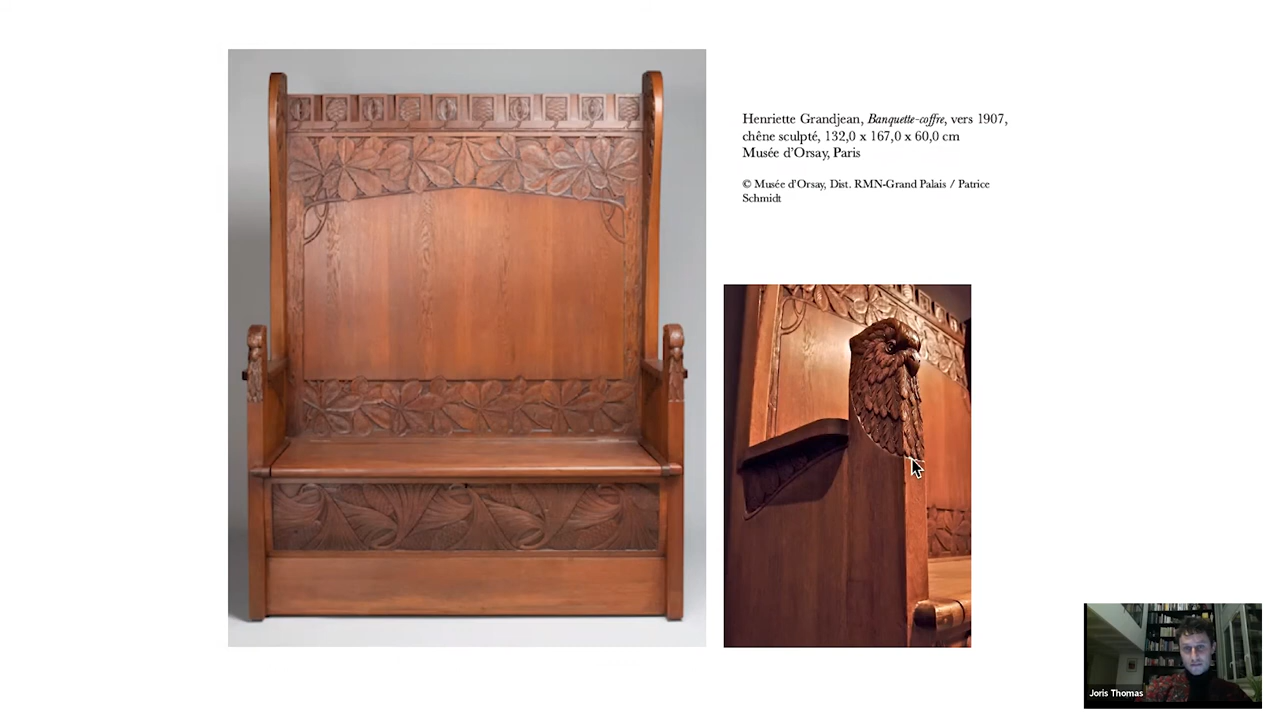 Henriette Grandjean, Banquette-coffre, vers 1907,
chêne sculpté, 132,0 x 167,0 x 60,0 cm
Musée d'Orsay, Paris
© Musée d'Orsay, Dist. RMN-Grand Palais / Patrice
Schmidt
Joris Thomas